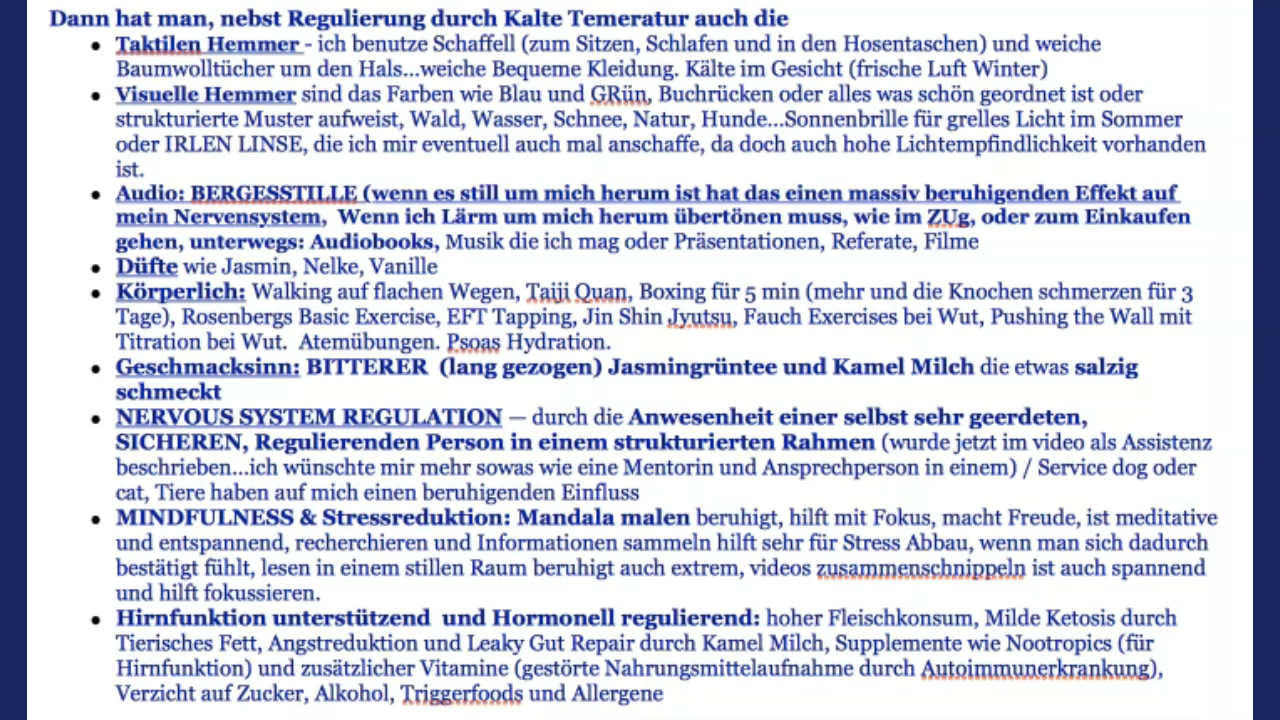 Dann hat man, nebst Regulierung durch Kalte Temeratur auch die
• Taktilen Hemmer - ich benutze Schaffell (zum Sitzen, Schlafen und in den Hosentaschen) und weiche
Baumwolltücher um den Hals...weiche Bequeme Kleidung. Kälte im Gesicht (frische Luft Winter)
• Visuelle Hemmer sind das Farben wie Blau und GRün, Buchrücken oder alles was schön geordnet ist oder
strukturierte Muster aufweist, Wald, Wasser, Schnee, Natur, Hunde...Sonnenbrille für grelles Licht im Sommer
oder IRLEN LINSE, die ich mir eventuell auch mal anschaffe, da doch auch hohe Lichtempfindlichkeit vorhanden
ist.
• Audio: BERGESSTILLE (wenn es still um mich herum ist hat das einen massiv beruhigenden Effekt auf
mein Nervensystem, Wenn ich Lärm um mich herum übertönen muss, wie im ZUg, oder zum Einkaufen
gehen, unterwegs: Audiobooks, Musik die ich mag oder Präsentationen, Referate, Filme
• Düfte wie Jasmin, Nelke, Vanille
• Körperlich: Walking auf flachen Wegen, Taiji Quan, Boxing für 5 min (mehr und die Knochen schmerzen für 3
Tage), Rosenbergs Basic Exercise, EFT Tapping, Jin Shin Jyutsu, Fauch Exercises bei Wut, Pushing the Wall mit
Titration bei Wut. Atemübungen. Psoas Hydration.
• Geschmacksinn: BITTERER (lang gezogen) Jasmingrüntee und Kamel Milch die etwas salzig
schmeckt
• NERVOUS SYSTEM REGULATION — durch die Anwesenheit einer selbst sehr geerdeten,
SICHEREN, Regulierenden Person in einem strukturierten Rahmen (wurde jetzt im video als Assistenz
beschrieben...ich wünschte mir mehr sowas wie eine Mentorin und Ansprechperson in einem) / Service dog oder
cat, Tiere haben auf mich einen beruhigenden Einfluss
• MINDFULNESS & Stressreduktion: Mandala malen beruhigt, hilft mit Fokus, macht Freude, ist meditative
und entspannend, recherchieren und Informationen sammeln hilft sehr für Stress Abbau, wenn man sich dadurch
bestätigt fühlt, lesen in einem stillen Raum beruhigt auch extrem, videos zusammenschnippeln ist auch spannend
und hilft fokussieren.
• Hirnfunktion unterstützend und Hormonell regulierend: hoher Fleischkonsum, Milde Ketosis durch
Tierisches Fett, Angstreduktion und Leaky Gut Repair durch Kamel Milch, Supplemente wie Nootropics (für
Hirnfunktion) und zusätzlicher Vitamine (gestörte Nahrungsmittelaufnahme durch Autoimmunerkrankung),
Verzicht auf Zucker, Alkohol, Triggerfoods und Allergene